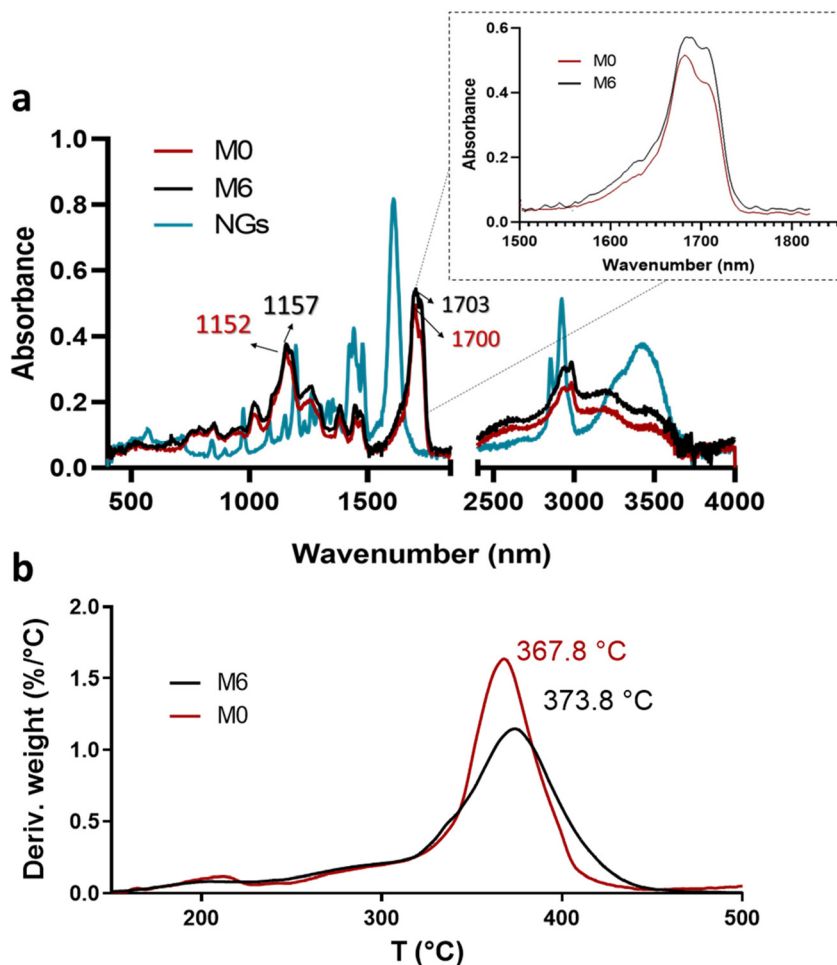 a
M0
M6
NGs
1.0
0.8
0.6
0.4
0.2
0.0
Absorbance
1152
1157
1703
1700
500
1000
1500
2500
3000
3500
4000
Wavenumber (nm)
0.6
0.4
0.2
0.0
Absorbance
M0
M6
1500
1600
1700
1800
Wavenumber (nm)
b
2.0
1.5
1.0
0.5
0.0
Deriv. weight (%/°C)
M6
M0
367.8 °C
373.8 °C
200
300
400
500
T (°C)